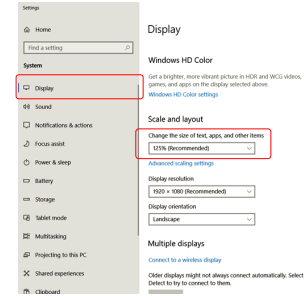 Settings
Home
Find a setting
System
Display
Sound
Notifications & actions
Focus assist
Power & sleep
Battery
Storage
Tablet mode
Multitasking
Projecting to this PC
Shared experiences
Clipboard
Display
Windows HD Color
Get a brighter, more vibrant picture in HDR and WCG videos,
games, and apps on the display selected above.
Windows HD Color settings
Scale and layout
Change the size of text, apps, and other items
125% (Recommended)
Advanced scaling settings
Display resolution
1920 × 1080 (Recommended)
Display orientation
Landscape
Multiple displays
Connect to a wireless display
Older displays might not always connect automatically. Select
Detect to try to connect to them.